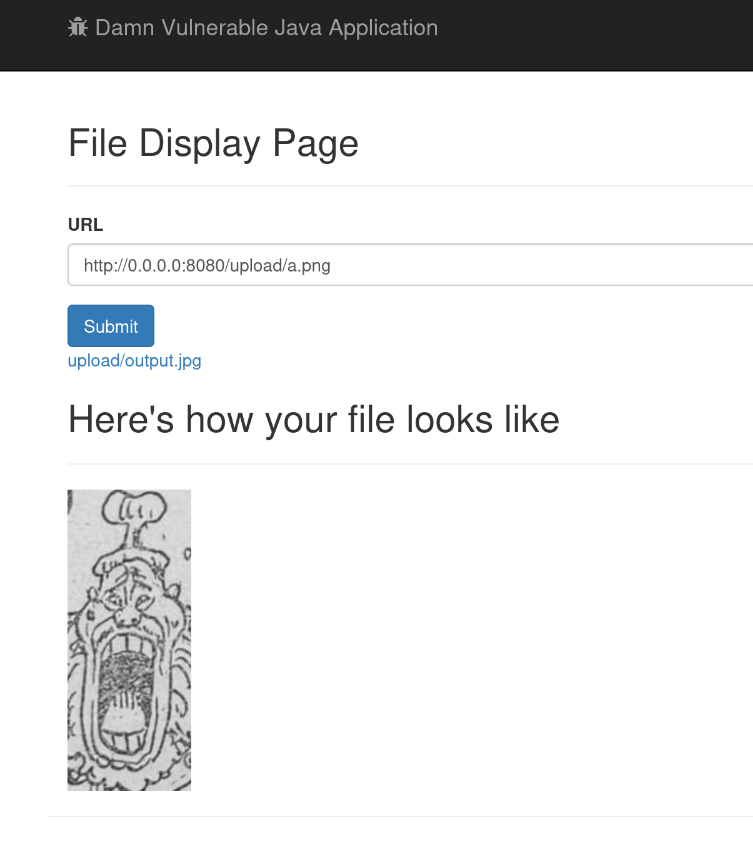 Damn Vulnerable Java Application
File Display Page
URL
http://0.0.0.0:8080/upload/a.png
Submit
upload/output.jpg
Here's how your file looks like